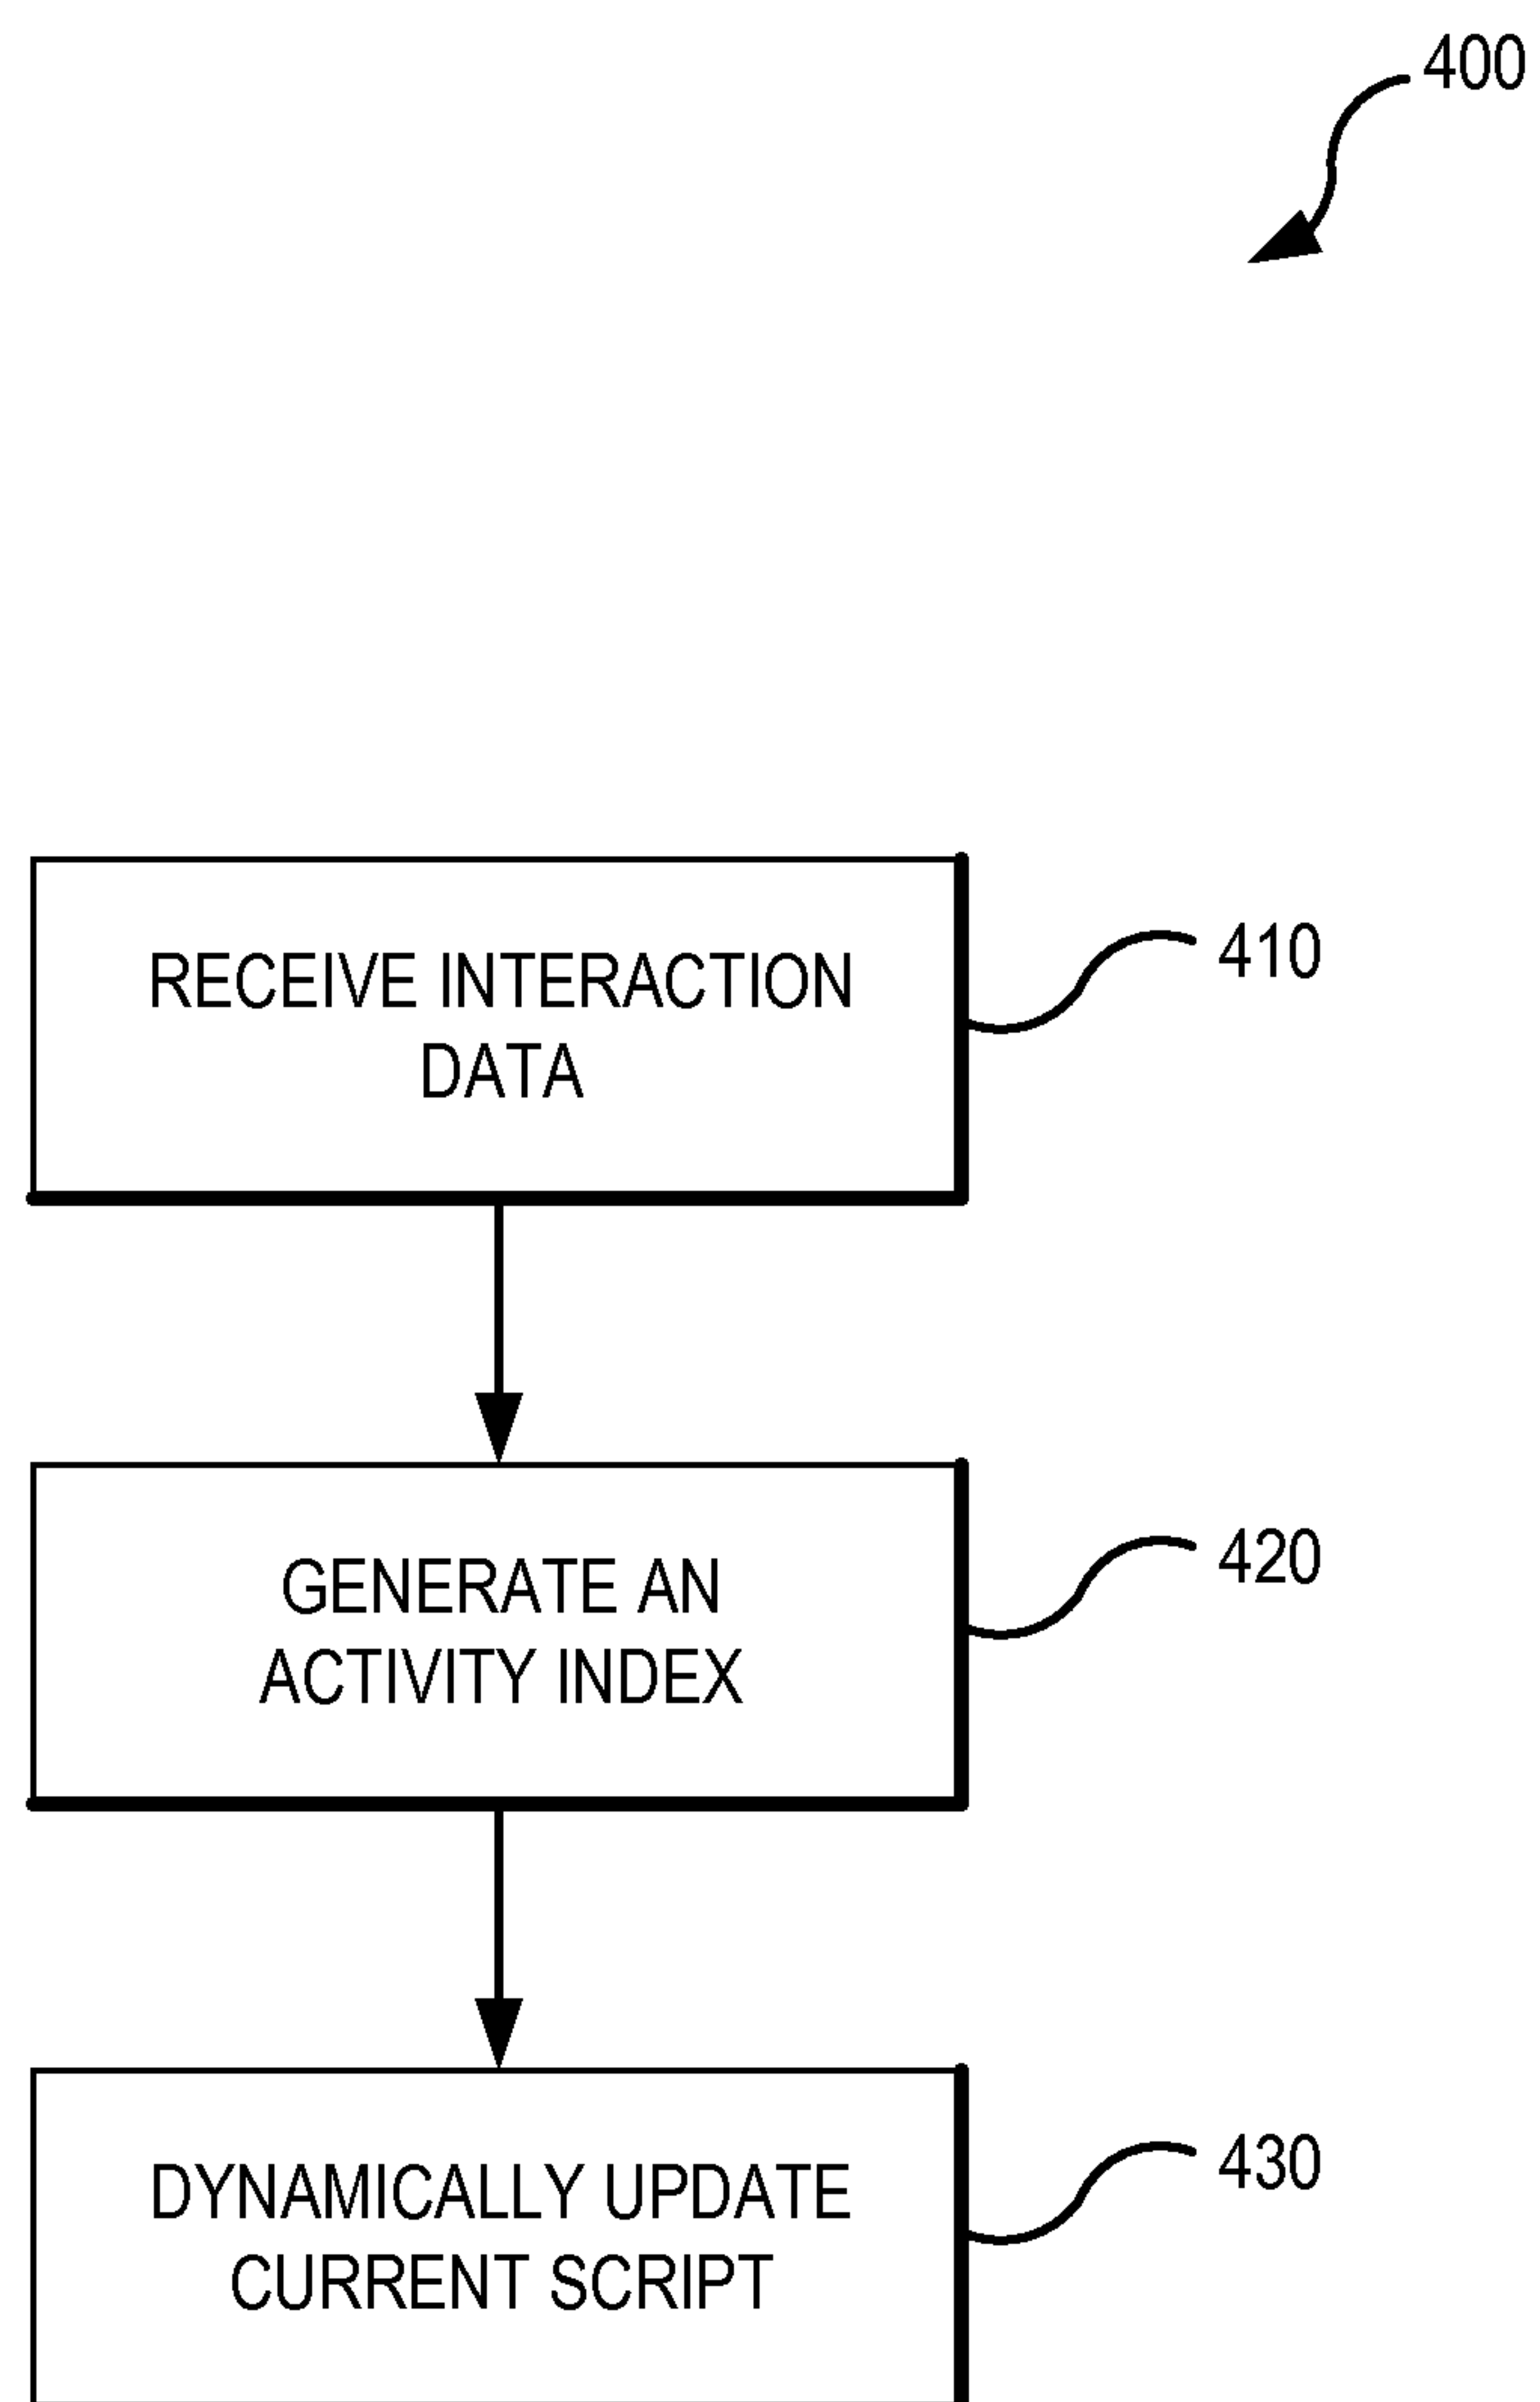 400
RECEIVE INTERACTION
DATA
410
GENERATE AN
ACTIVITY INDEX
420
DYNAMICALLY UPDATE
CURRENT SCRIPT
430